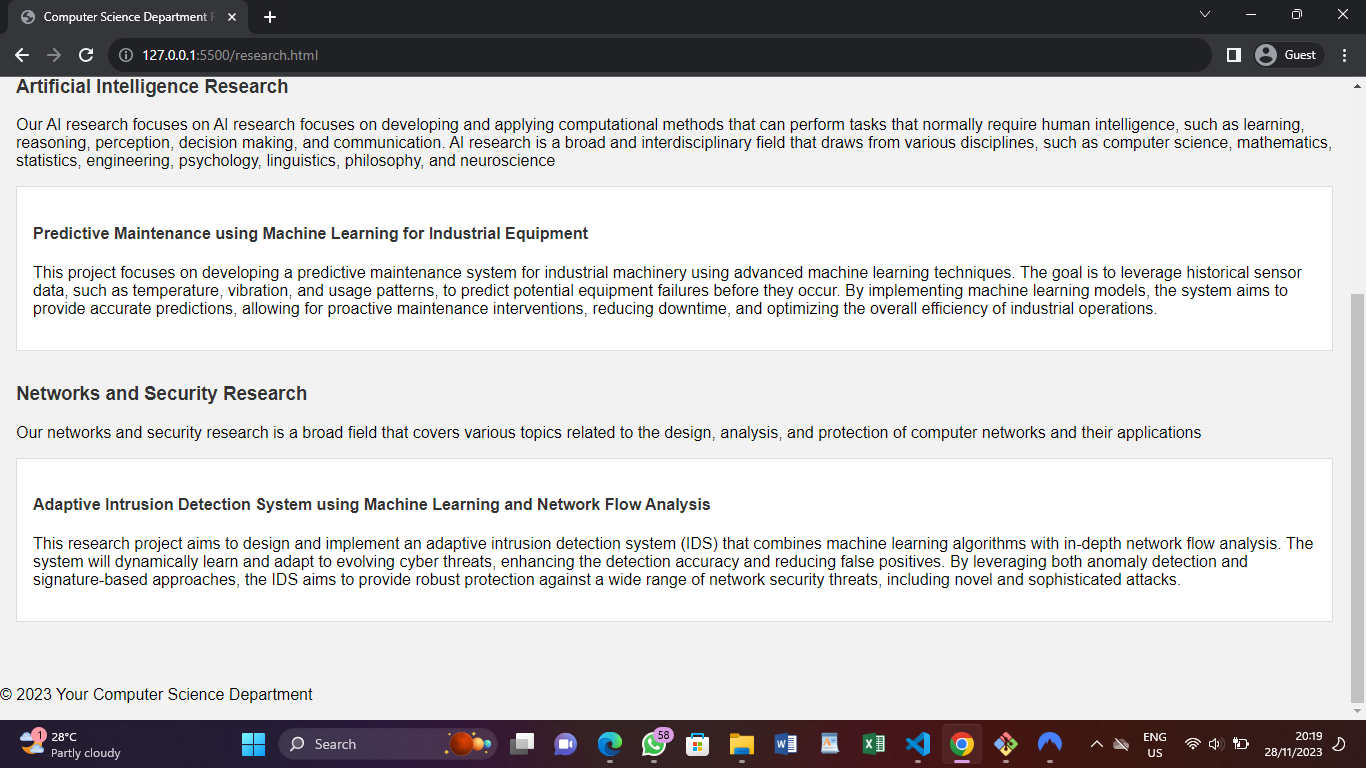 Computer Science Department
127.0.0.1:5500/research.html
Guest
Artificial Intelligence Research
Our AI research focuses on AI research focuses on developing and applying computational methods that can perform tasks that normally require human intelligence, such as learning,
reasoning, perception, decision making, and communication. AI research is a broad and interdisciplinary field that draws from various disciplines, such as computer science, mathematics,
statistics, engineering, psychology, linguistics, philosophy, and neuroscience
Predictive Maintenance using Machine Learning for Industrial Equipment
This project focuses on developing a predictive maintenance system for industrial machinery using advanced machine learning techniques. The goal is to leverage historical sensor
data, such as temperature, vibration, and usage patterns, to predict potential equipment failures before they occur. By implementing machine learning models, the system aims to
provide accurate predictions, allowing for proactive maintenance interventions, reducing downtime, and optimizing the overall efficiency of industrial operations.
Networks and Security Research
Our networks and security research is a broad field that covers various topics related to the design, analysis, and protection of computer networks and their applications
Adaptive Intrusion Detection System using Machine Learning and Network Flow Analysis
This research project aims to design and implement an adaptive intrusion detection system (IDS) that combines machine learning algorithms with in-depth network flow analysis. The
system will dynamically learn and adapt to evolving cyber threats, enhancing the detection accuracy and reducing false positives. By leveraging both anomaly detection and
signature-based approaches, the IDS aims to provide robust protection against a wide range of network security threats, including novel and sophisticated attacks.
© 2023 Your Computer Science Department
1
28°C
Partly cloudy
Search
58
ENG
US
20:19
28/11/2023